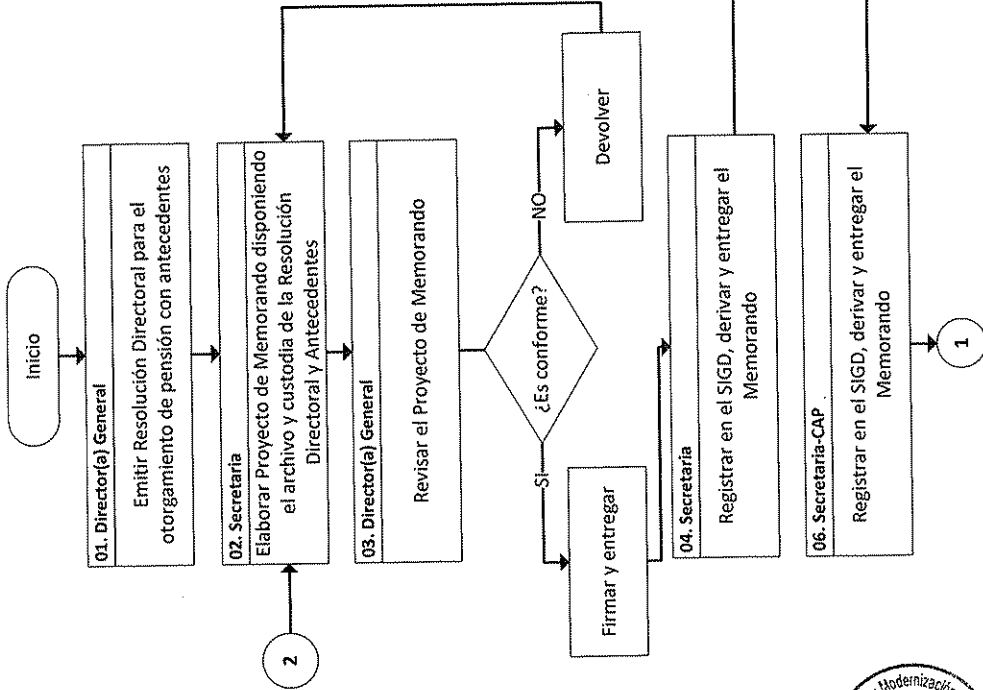 Inicio
01. Director(a) General
Emitir Resolución Directoral para el
otorgamiento de pensión con antecedentes
02. Secretaria
Elaborar Proyecto de Memorando disponiendo
el archivo y custodia de la Resolución
Directoral y Antecedentes
2
03. Director(a) General
Revisar el Proyecto de Memorando
¿Es conforme?
SI
NO
Firmar y entregar
Devolver
04. Secretaria
Registrar en el SIGD, derivar y entregar el
Memorando
06. Secretaria-CAP
Registrar en el SIGD, derivar y entregar el
Memorando
1
Modernización